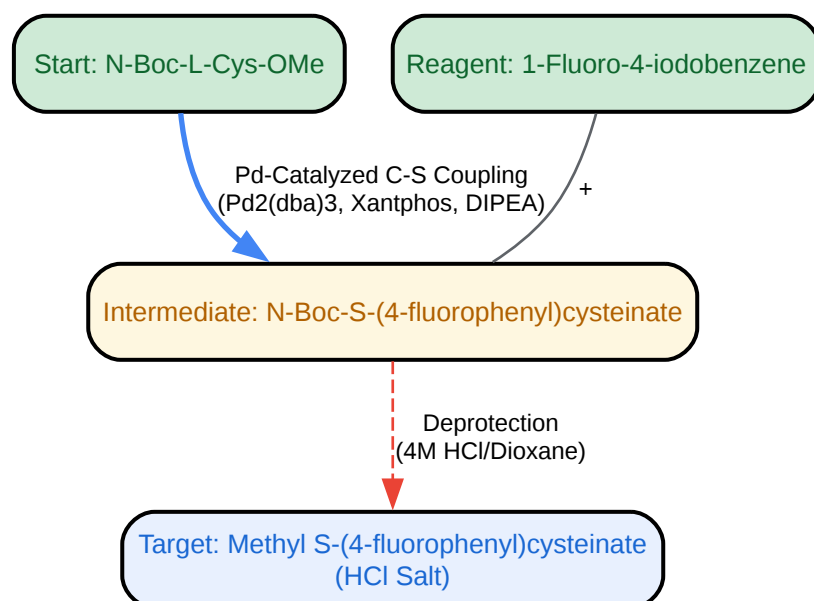 Start: N-Boc-L-Cys-OMe
Reagent: 1-Fluoro-4-iodobenzene
Pd-Catalyzed C-S Coupling
(Pd2(dba)3, Xantphos, DIPEA)
+
Intermediate: N-Boc-S-(4-fluorophenyl)cysteinate
Deprotection
(4M HCl/Dioxane)
Target: Methyl S-(4-fluorophenyl)cysteinate
(HCl Salt)